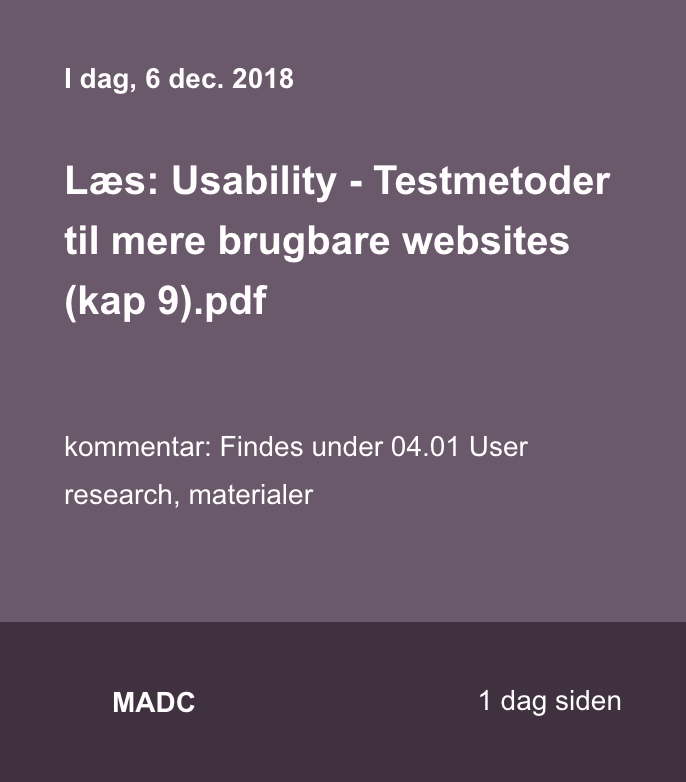 I dag, 6 dec. 2018
Læs: Usability - Testmetoder
til mere brugbare websites
(kap 9).pdf
kommentar: Findes under 04.01 User
research, materialer
MADC
1 dag siden